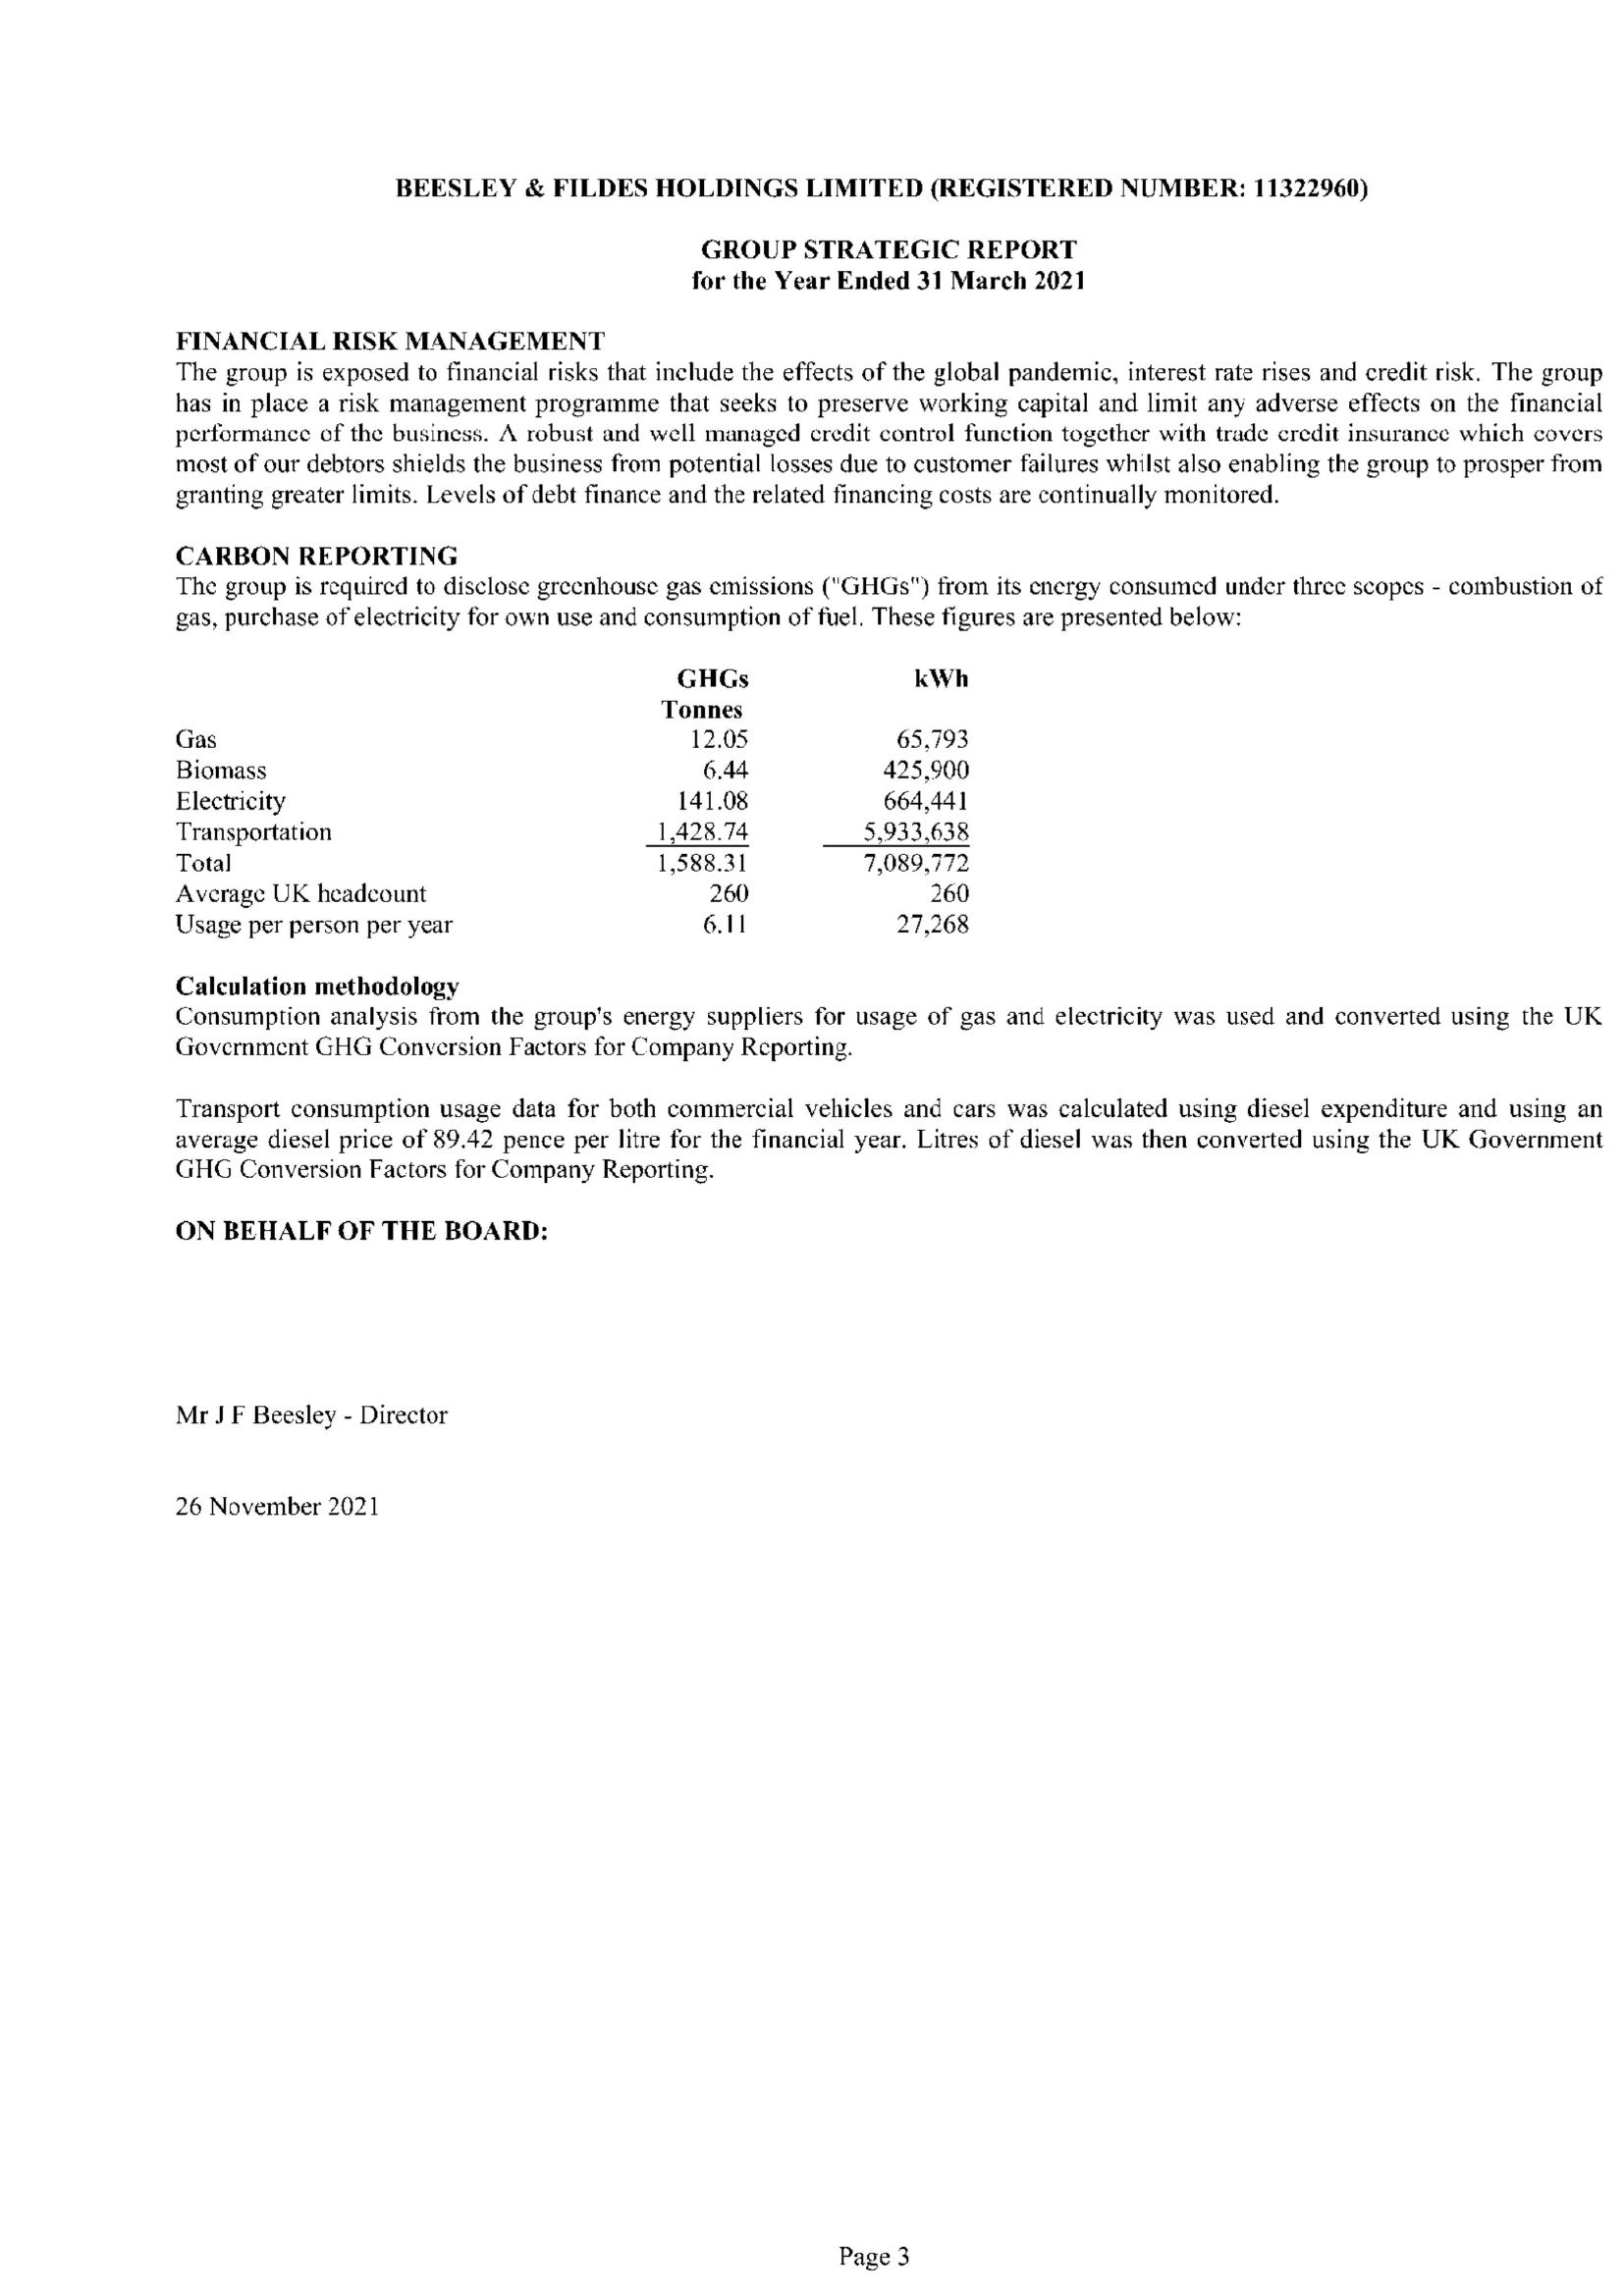 BEESLEY & FILDES HOLDINGS LIMITED (REGISTERED NUMBER: 11322960)
GROUP STRATEGIC REPORT
for the Year Ended 31 March 2021
FINANCIAL RISK MANAGEMENT
The group is exposed to financial risks that include the effects of the global pandemic, interest rate rises and credit risk. The group
has in place a risk management programme that seeks to preserve working capital and limit any adverse effects on the financial
performance of the business. A robust and well managed credit control function together with trade credit insurance which covers
most of our debtors shields the business from potential losses due to customer failures whilst also enabling the group to prosper from
granting greater limits. Levels of debt finance and the related financing costs are continually monitored.
CARBON REPORTING
The group is required to disclose greenhouse gas emissions ("GHGs") from its energy consumed under three scopes - combustion of
gas, purchase of electricity for own use and consumption of fuel. These figures are presented below:
GHGs kWh
Tonnes
Gas 12.05 65,793
Biomass 6.44 425,900
Electricity 141.08 664,441
Transportation 1,428.74 5,933,638
Total 1,588.31 7,089,772
Average UK headcount 260 260
Usage per person per year 6.11 27,268
Calculation methodology
Consumption analysis from the group's energy suppliers for usage of gas and electricity was used and converted using the UK
Government GHG Conversion Factors for Company Reporting.
Transport consumption usage data for both commercial vehicles and cars was calculated using diesel expenditure and using an
average diesel price of 89.42 pence per litre for the financial year. Litres of diesel was then converted using the UK Government
GHG Conversion Factors for Company Reporting.
ON BEHALF OF THE BOARD:
Mr J F Beesley - Director
26 November 2021
Page 3